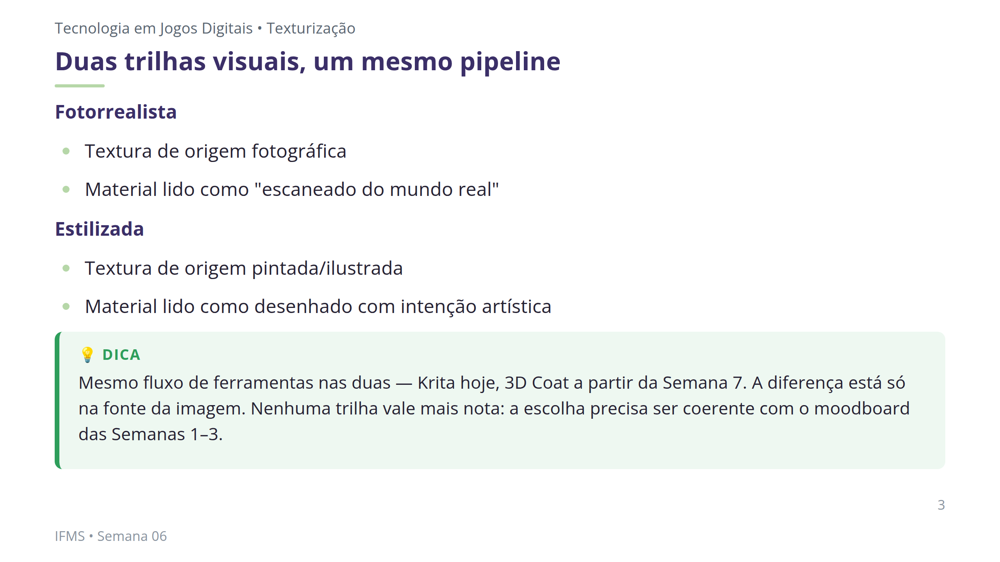 Tecnologia em Jogos Digitais • Texturização
Duas trilhas visuais, um mesmo pipeline
Fotorrealista
• Textura de origem fotográfica
• Material lido como "escaneado do mundo real"
Estilizada
• Textura de origem pintada/ilustrada
• Material lido como desenhado com intenção artística
💡 DICA
Mesmo fluxo de ferramentas nas duas — Krita hoje, 3D Coat a partir da Semana 7. A diferença está só
na fonte da imagem. Nenhuma trilha vale mais nota: a escolha precisa ser coerente com o moodboard
das Semanas 1–3.
3
IFMS • Semana 06